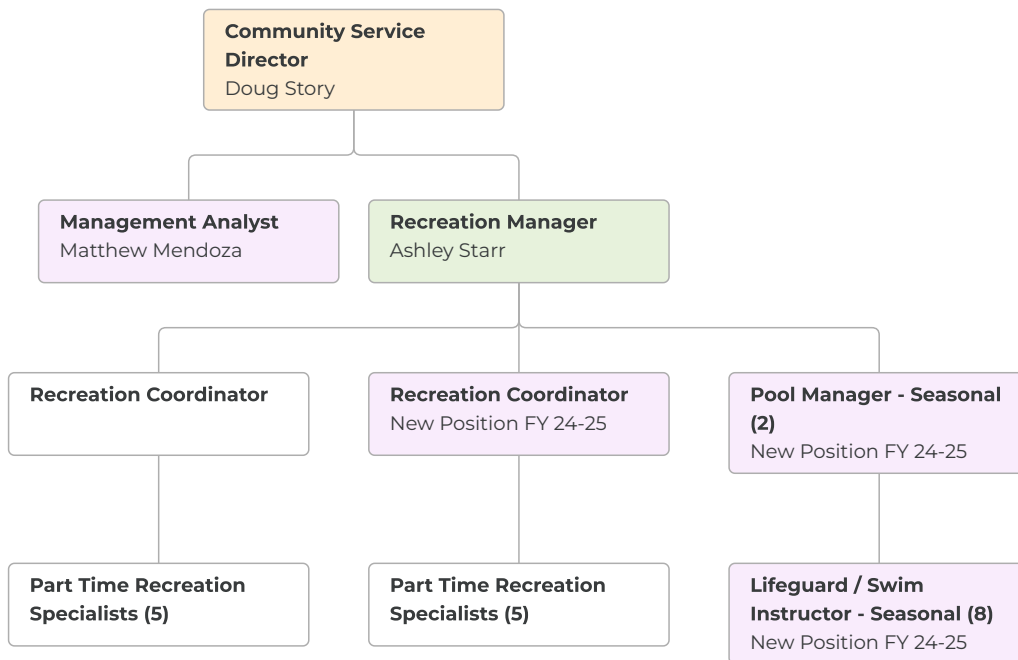 Community Service
Director
Doug Story
Management Analyst
Matthew Mendoza
Recreation Manager
Ashley Starr
Recreation Coordinator
Recreation Coordinator
New Position FY 24-25
Pool Manager - Seasonal
(2)
New Position FY 24-25
Part Time Recreation
Specialists (5)
Part Time Recreation
Specialists (5)
Lifeguard / Swim
Instructor - Seasonal (8)
New Position FY 24-25